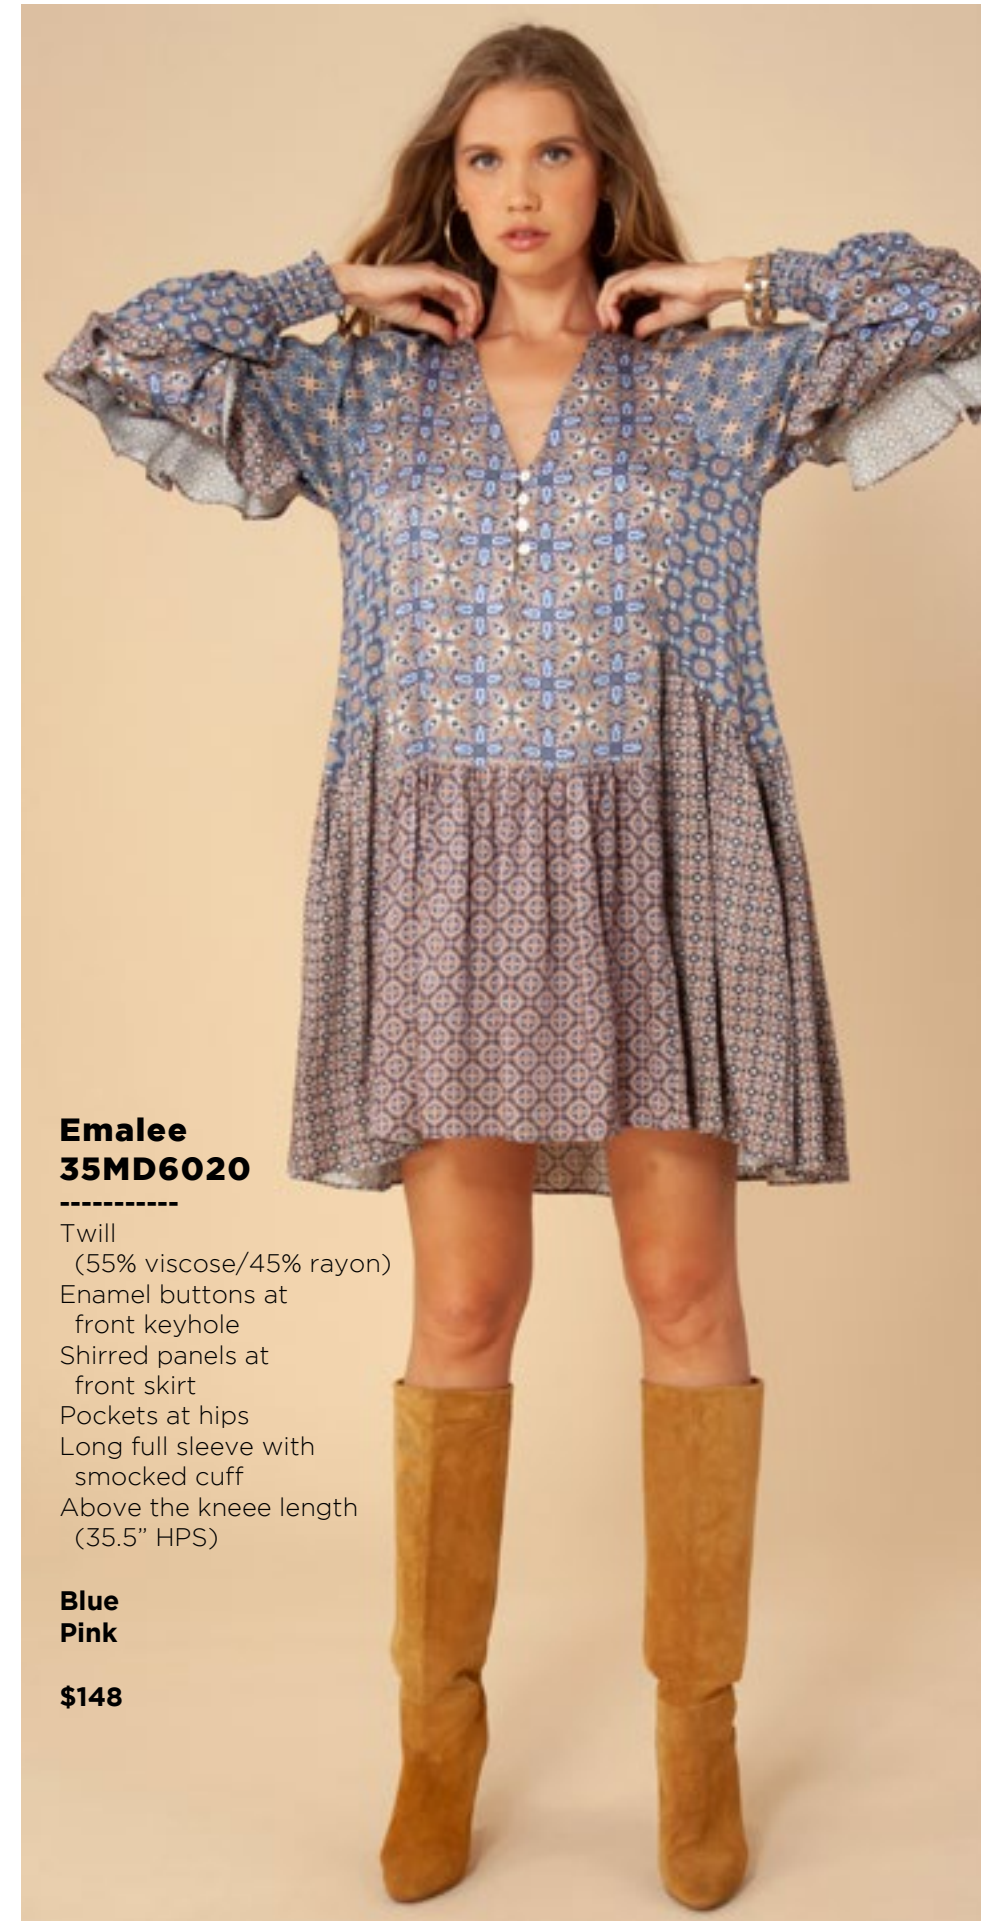 Emalee
35MD6020
-----------
Twill
(55% viscose/45% rayon)
Enamel buttons at
front keyhole
Shirred panels at
front skirt
Pockets at hips
Long full sleeve with
smocked cuff
Above the kneee length
(35.5” HPS)
Blue
Pink
$148